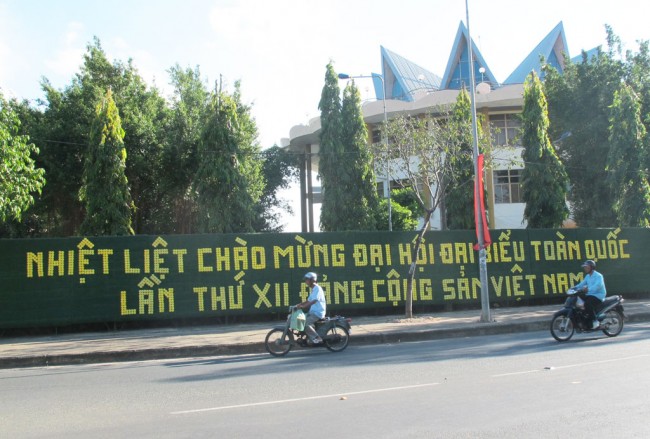 NHIỆT LIỆT CHÀO MỪNG ĐẠI HỘI ĐẠI BIỂU TOÀN QUỐC
LẦN THỨ XII ĐẢNG CỘNG SẢN VIỆT NAM